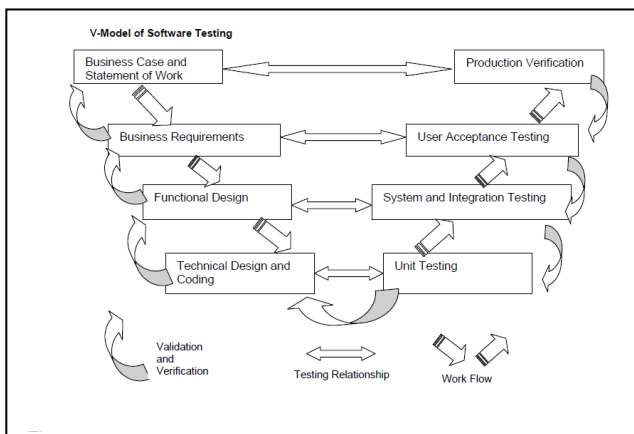 V-Model of Software Testing
Business Case and
Statement of Work
Production Verification
Business Requirements
User Acceptance Testing
Functional Design
System and Integration Testing
Technical Design and
Coding
Unit Testing
Validation
and
Verification
Testing Relationship
Work Flow